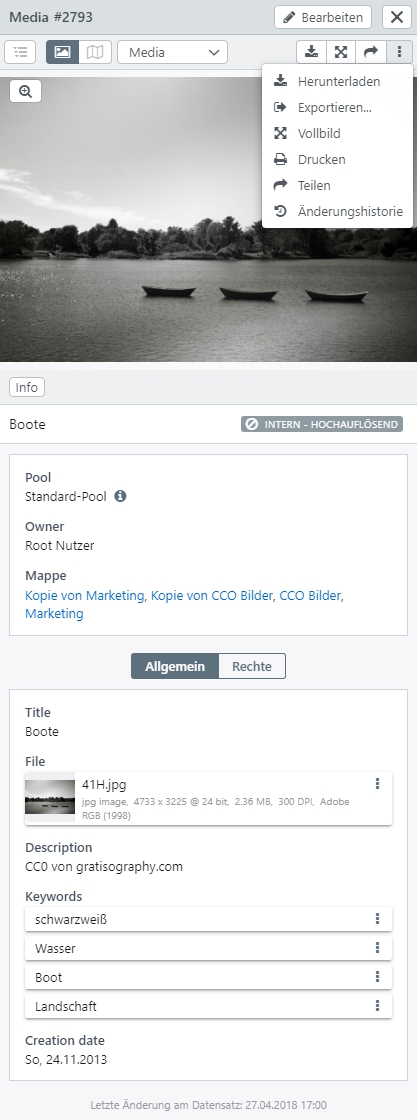 Media #2793
Bearbeiten
Media
Herunterladen
Exportieren...
Vollbild
Drucken
Teilen
Änderungshistorie
Info
Boote
INTERN - HOCHAUFLÖSEND
Pool
Standard-Pool
Owner
Root Nutzer
Mappe
Kopie von Marketing, Kopie von CCO Bilder, CCO Bilder,
Marketing
Allgemein
Rechte
Title
Boote
File
41H.jpg
jpg image, 4733 x 3225 @ 24 bit, 2.36 MB, 300 DPI, Adobe
RGB (1998)
Description
CC0 von gratisography.com
Keywords
schwarzweiß
Wasser
Boot
Landschaft
Creation date
So, 24.11.2013
Letzte Änderung am Datensatz: 27.04.2018 17:00